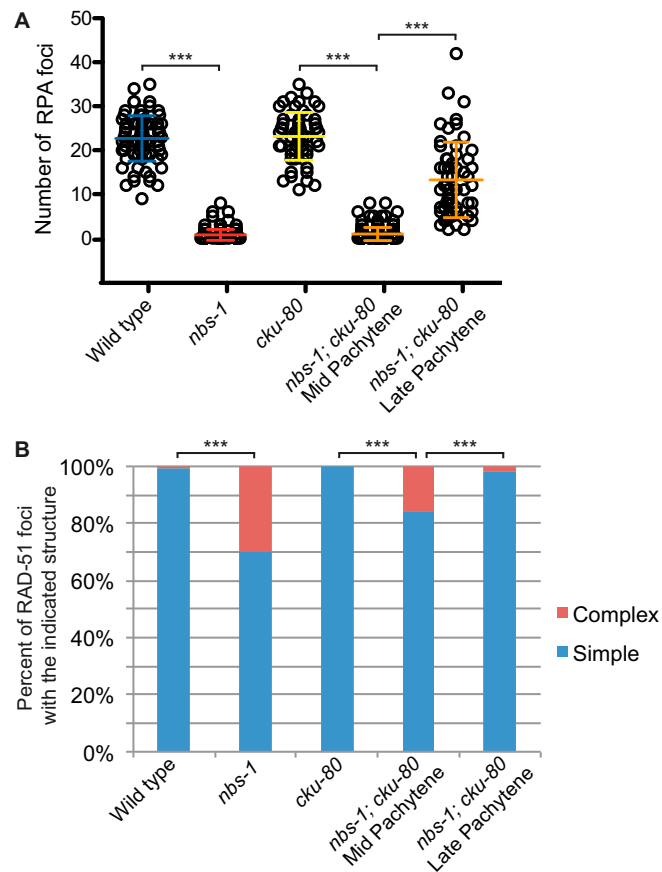 A
Number of RPA foci
50
40
30
20
10
0
***
***
***
Wild type
nbs-1
cku-80
nbs-1; cku-80
Mid Pachytene
nbs-1; cku-80
Late Pachytene
B
Percent of RAD-51 foci
with the indicated structure
100%
80%
60%
40%
20%
0%
***
***
***
Complex
Simple
Wild type
nbs-1
cku-80
nbs-1; cku-80
Mid Pachytene
nbs-1; cku-80
Late Pachytene